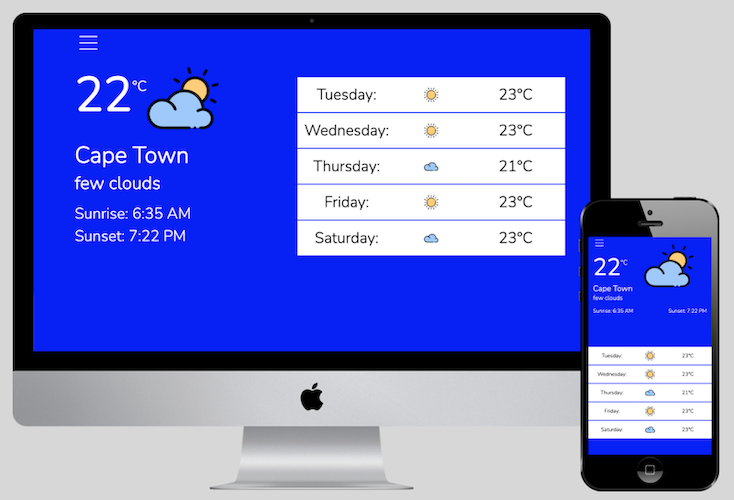 22°C
Cape Town
few clouds
Sunrise: 6:35 AM
Sunset: 7:22 PM
Tuesday: 23°C
Wednesday: 23°C
Thursday: 21°C
Friday: 23°C
Saturday: 23°C
22°C
Cape Town
few clouds
Sunrise: 6:35 AM Sunset: 7:22 PM
Tuesday: 23°C
Wednesday: 23°C
Thursday: 21°C
Friday: 23°C
Saturday: 23°C